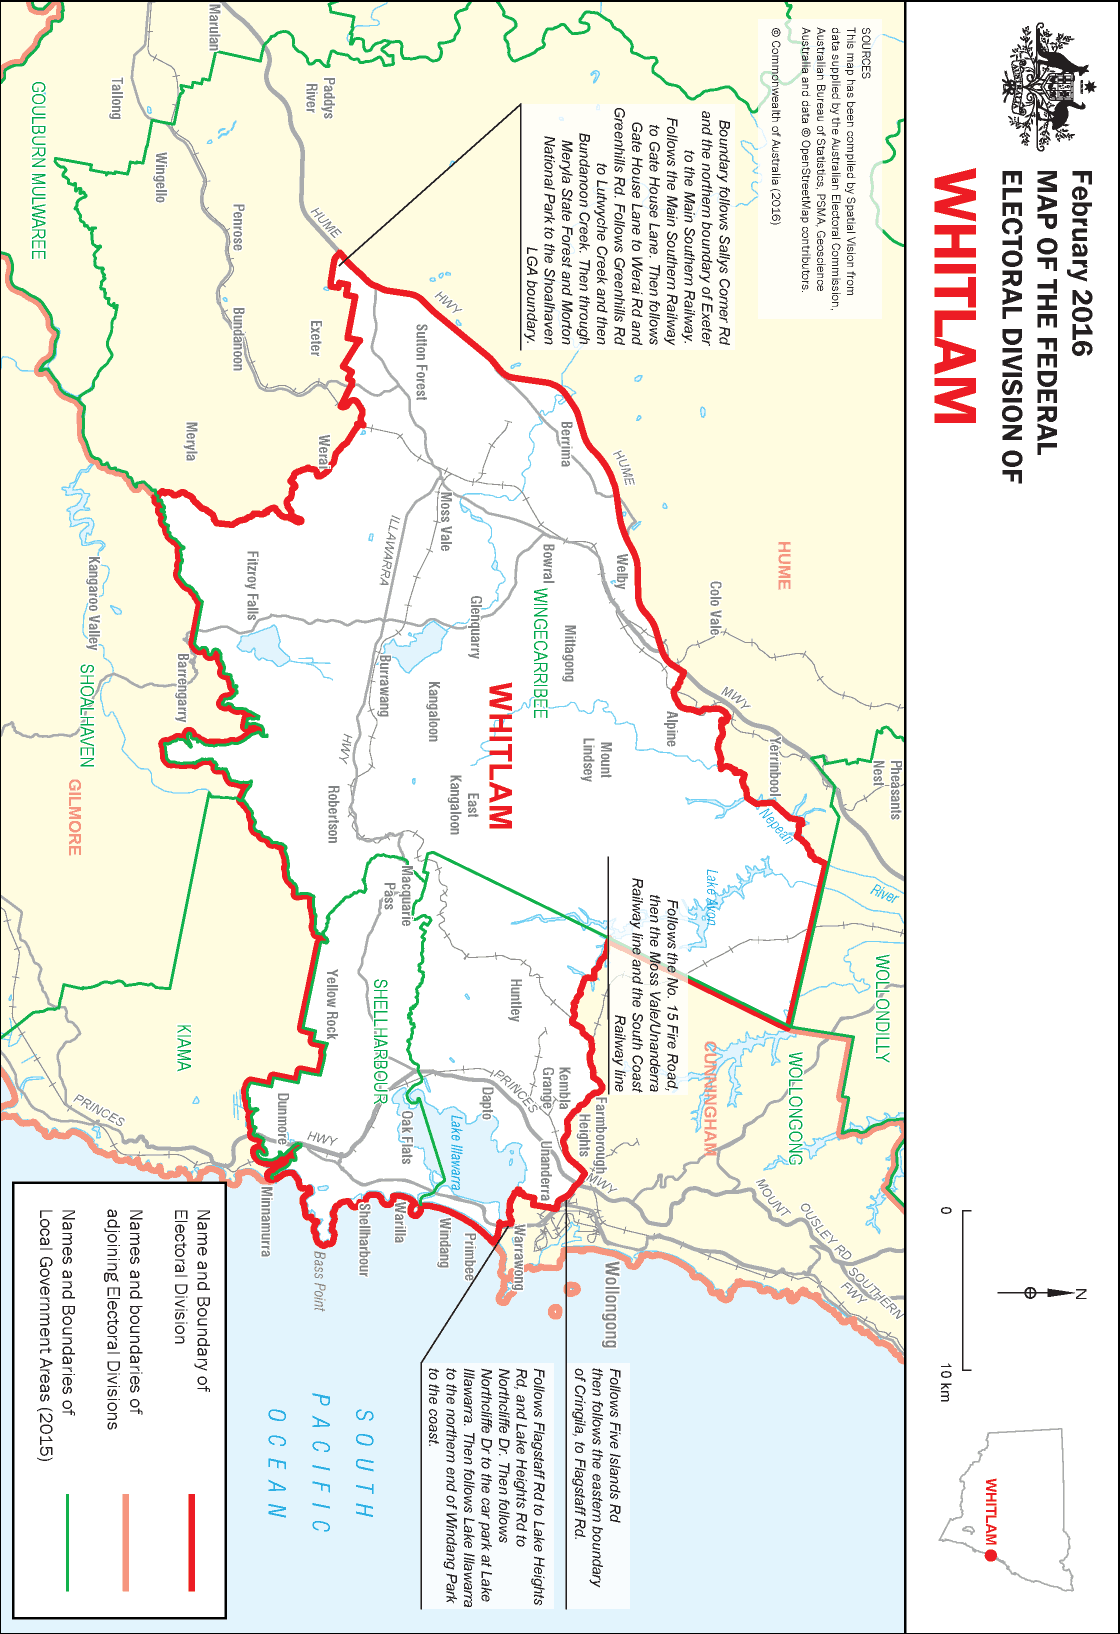 February 2016
MAP OF THE FEDERAL
ELECTORAL DIVISION OF
WHITLAM
N
0
10 km
WHITLAM
SOURCES
This map has been compiled by Spatial Vision from
data supplied by the Australian Electoral Commission,
Australian Bureau of Statistics, PSMA, Geoscience
Australia and data © OpenStreetMap contributors.
© Commonwealth of Australia (2016)
Boundary follows Sallys Corner Rd
and the northern boundary of Exeter
to the Main Southern Railway.
Follows the Main Southern Railway
to Gate House Lane. Then follows
Gate House Lane to Werai Rd and
Greenhills Rd. Follows Greenhills Rd
to Lutwyche Creek and then
Bundanoon Creek. Then through
Meryla State Forest and Morton
National Park to the Shoalhaven
LGA boundary.
Follows the No. 15 Fire Road,
then the Moss Vale/Unanderra
Railway line and the South Coast
Railway line
Follows Five Islands Rd
then follows the eastern boundary
of Cringila, to Flagstaff Rd.
Follows Flagstaff Rd to Lake Heights
Rd, and Lake Heights Rd to
Northcliffe Dr. Then follows
Northcliffe Dr to the car park at Lake
Illawarra. Then follows Lake Illawarra
to the northern end of Windang Park
to the coast.
Pheasants
Nest
River
WOLLONDILLY
HUME
Colo Vale
MWY
Yerrinbool
Nepean
Lake Avon
CUNNINGHAM
WOLLONGONG
MOUNT
OUSLEY RD
SOUTHERN
FWY
HUME
Welby
Alpine
Mount
Lindsey
Mittagong
Berrima
Bowral
WINGECARRIBEE
WHITLAM
HWY
Sutton Forest
Moss Vale
Glenquarry
Kangaloon
East
Kangaloon
Huntley
Kembla
Grange
Farmborough
Heights
MWY
Wollongong
Unanderra
Warrawong
PRINCES
Dapto
Lake Illawarra
Primbee
Windang
HUME
Marulan
Paddys
River
Exeter
Werai
ILLAWARRA
Burrawang
HWY
Robertson
Macquarie
Pass
SHELLHARBOUR
Oak Flats
Warilla
Shellharbour
Yellow Rock
Dunmore
HWY
Bass Point
Minnamurra
Tallong
Wingello
Penrose
Bundanoon
Meryla
Fitzroy Falls
Barrengarry
KIAMA
GOULBURN MULWAREE
Kangaroo Valley
SHOALHAVEN
GILMORE
PRINCES
SOUTH
PACIFIC
OCEAN
Name and Boundary of
Electoral Division
Names and boundaries of
adjoining Electoral Divisions
Names and Boundaries of
Local Government Areas (2015)